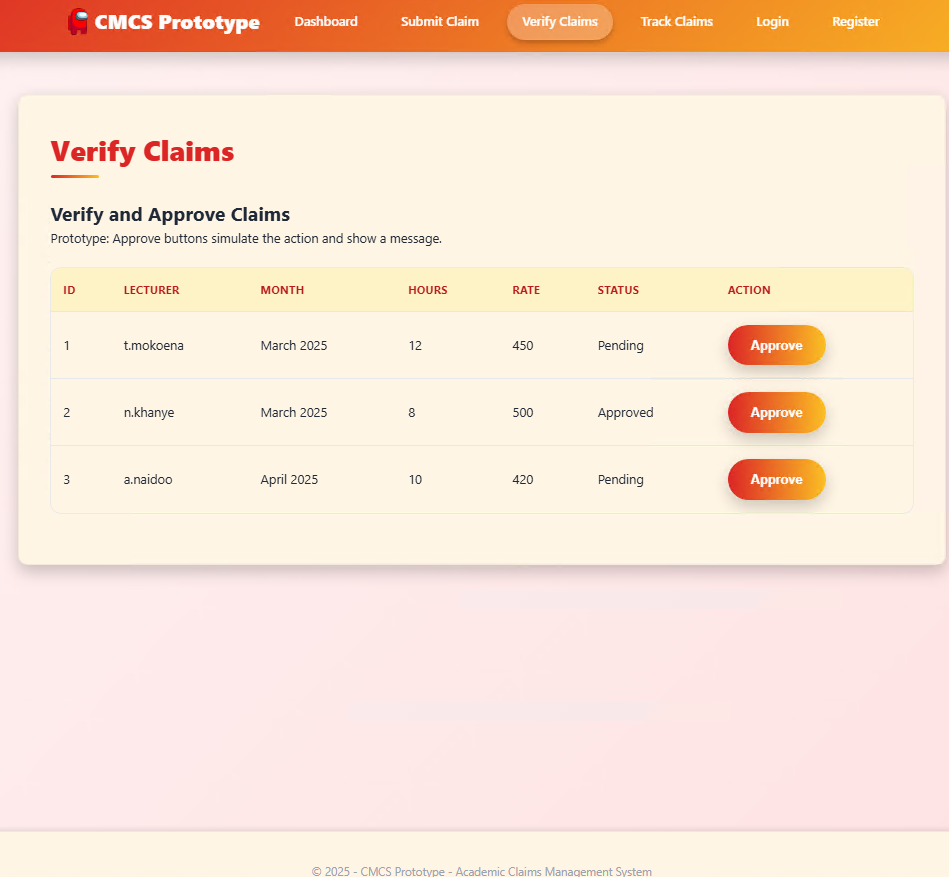 CMCS Prototype Dashboard Submit Claim Verify Claims Track Claims Login Register
Verify Claims
Verify and Approve Claims
Prototype: Approve buttons simulate the action and show a message.
ID LECTURER MONTH HOURS RATE STATUS ACTION
1 t.mokoena March 2025 12 450 Pending Approve
2 n.khanye March 2025 8 500 Approved Approve
3 a.naidoo April 2025 10 420 Pending Approve
© 2025 - CMCS Prototype - Academic Claims Management System